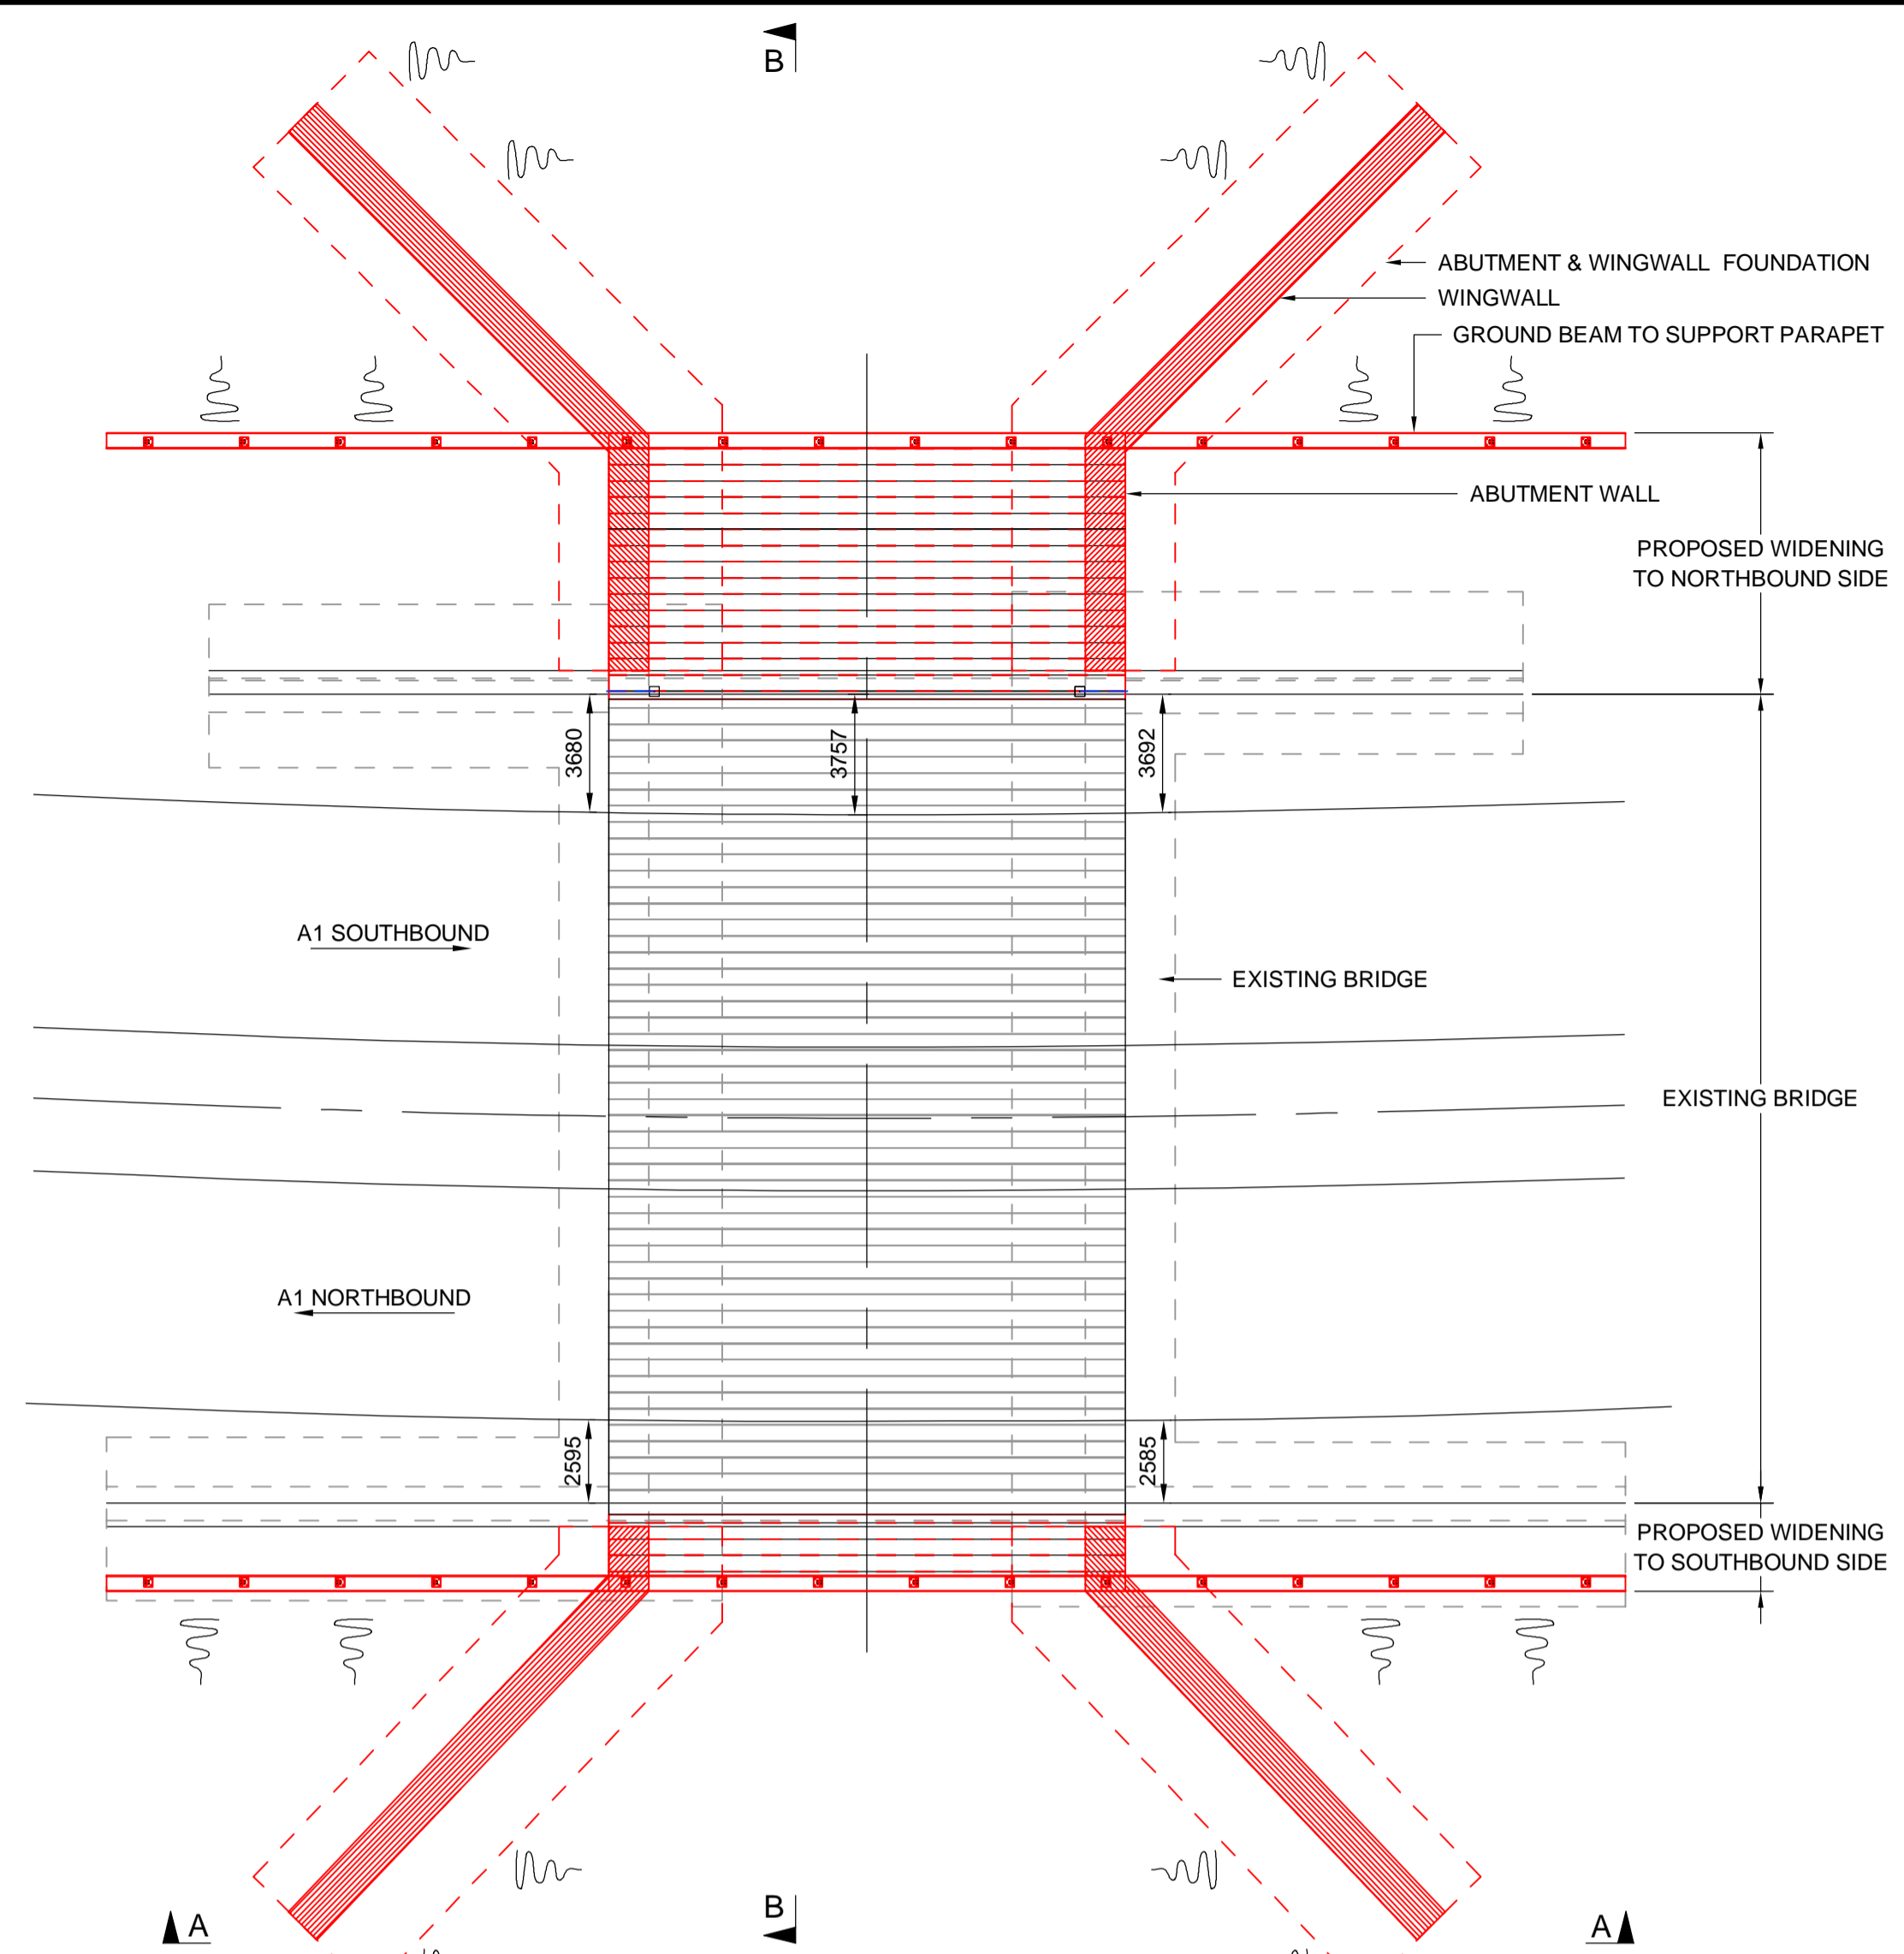 B
ABUTMENT & WINGWALL FOUNDATION
WINGWALL
GROUND BEAM TO SUPPORT PARAPET
ABUTMENT WALL
PROPOSED WIDENING
TO NORTHBOUND SIDE
3680
3757
3692
A1 SOUTHBOUND
EXISTING BRIDGE
EXISTING BRIDGE
A1 NORTHBOUND
2595
2585
PROPOSED WIDENING
TO SOUTHBOUND SIDE
B
A
A